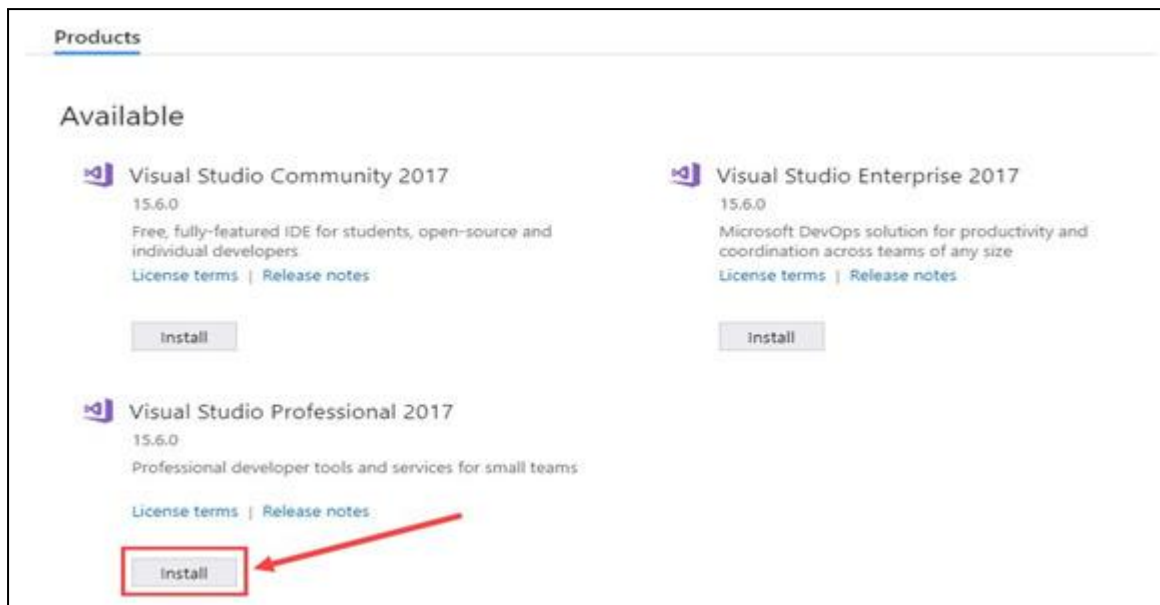 Products
Available
Visual Studio Community 2017
15.6.0
Free, fully-featured IDE for students, open-source and
individual developers
License terms | Release notes
Install
Visual Studio Enterprise 2017
15.6.0
Microsoft DevOps solution for productivity and
coordination across teams of any size
License terms | Release notes
Install
Visual Studio Professional 2017
15.6.0
Professional developer tools and services for small teams
License terms | Release notes
Install